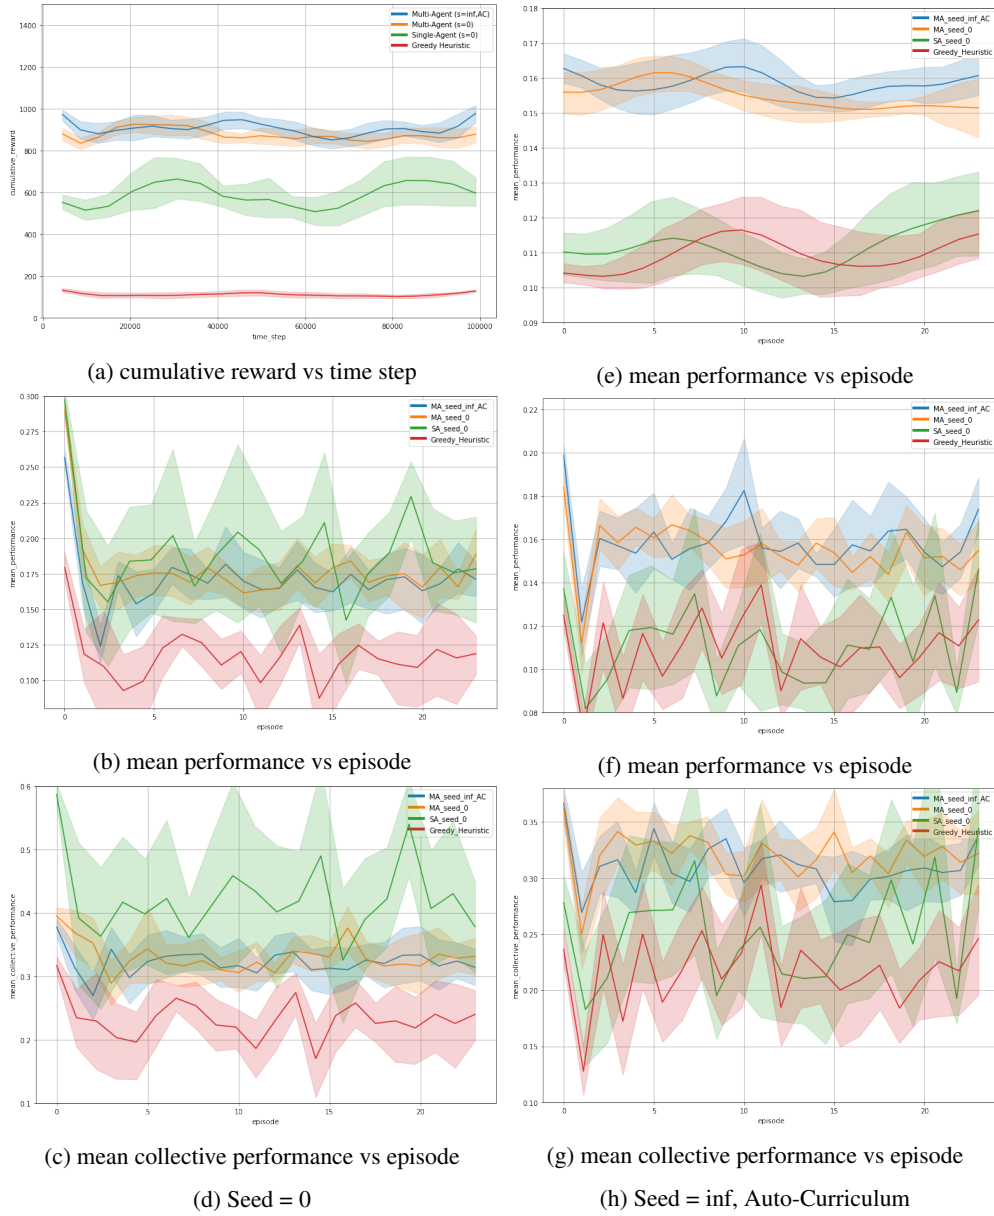 Multi-Agent (s=inf,AC)
Multi-Agent (s=0)
Single-Agent (s=0)
Greedy Heuristic
1400
1200
1000
800
600
400
200
0
cumulative_reward
0 20000 40000 60000 80000 100000
time_step
(a) cumulative reward vs time step
MA_seed_inf_AC
MA_seed_0
SA_seed_0
Greedy_Heuristic
0.18
0.17
0.16
0.15
0.14
0.13
0.12
0.11
0.10
0.09
mean_performance
0 5 10 15 20
episode
(e) mean performance vs episode
MA_seed_inf_AC
MA_seed_0
SA_seed_0
Greedy_Heuristic
0.300
0.275
0.250
0.225
0.200
0.175
0.150
0.125
0.100
mean_performance
0 5 10 15 20
episode
(b) mean performance vs episode
MA_seed_inf_AC
MA_seed_0
SA_seed_0
Greedy_Heuristic
0.22
0.20
0.18
0.16
0.14
0.12
0.10
0.08
mean_performance
0 5 10 15 20
episode
(f) mean performance vs episode
MA_seed_inf_AC
MA_seed_0
SA_seed_0
Greedy_Heuristic
0.6
0.5
0.4
0.3
0.2
0.1
mean_collective_performance
0 5 10 15 20
episode
(c) mean collective performance vs episode
(d) Seed = 0
MA_seed_inf_AC
MA_seed_0
SA_seed_0
Greedy_Heuristic
0.35
0.30
0.25
0.20
0.15
0.10
mean_collective_performance
0 5 10 15 20
episode
(g) mean collective performance vs episode
(h) Seed = inf, Auto-Curriculum